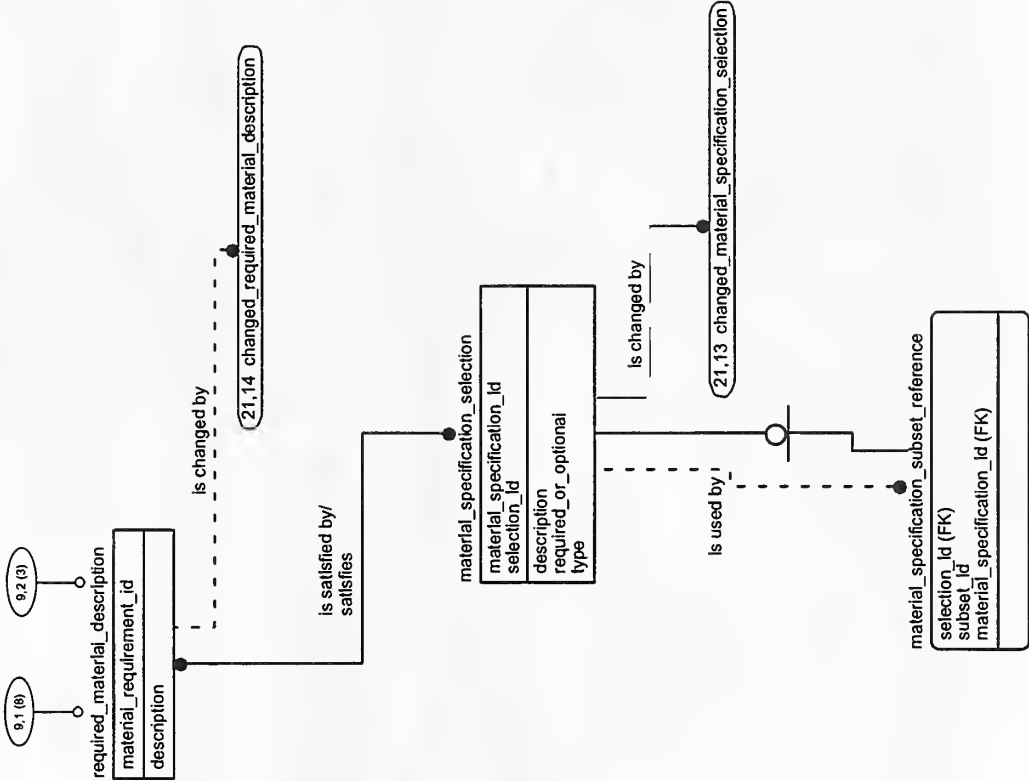 9,1 (8)
9,2 (3)
required_material_description
material_requirement_id
description
is changed by
21,14 changed_required_material_description
is satisfied by/
satisfies
material_specification_selection
material_specification_id
selection_id
description
required_or_optional
type
is changed by
21,13 changed_material_specification_selection
is used by
material_specification_subset_reference
selection_id (FK)
subset_id
material_specification_id (FK)